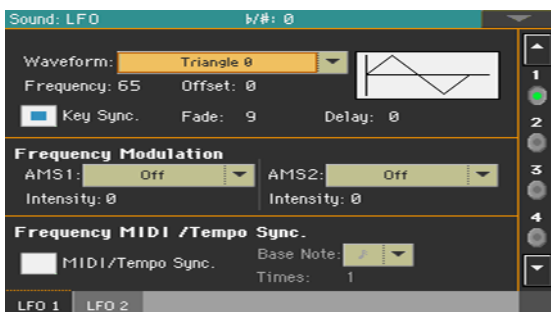 Sound: LFO b/#: 0
Waveform: Triangle 0
Frequency: 65 Offset: 0
Key Sync. Fade: 9 Delay: 0
Frequency Modulation
AMS1: Off AMS2: Off
Intensity: 0 Intensity: 0
Frequency MIDI /Tempo Sync.
MIDI/Tempo Sync. Base Note: ♪
Times: 1
LFO 1 LFO 2
1
2
3
4